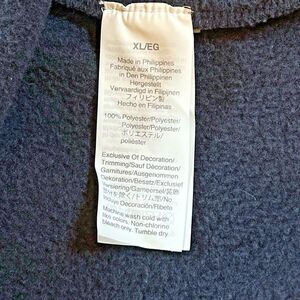 XL/EG
Made in Philippines
Fabriqué aux Philippines
In Den Philippinen
Hergestellt
Vervaardigd in Filipijnen
フィリピン製
Hecho en Filipinas
100% Polyester/Polyester/
Polyester/Polyester/
ポリエステル/
poliéster
Exclusive Of Decoration/
Trimming/Sauf Décoration/
Garnitures/Ausgenommen
Dekoration/Besatz/Exclusief
Versiering/Garneersel/装飾
部分を除く/トリム部/No
Incluye Decoración/Ribete
Machine wash cold with
like colors. Non-chlorine
bleach only. Tumble dry